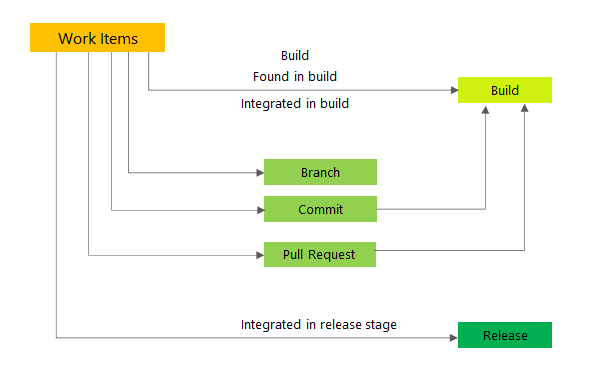 Work Items
Build
Found in build
Integrated in build
Build
Branch
Commit
Pull Request
Integrated in release stage
Release